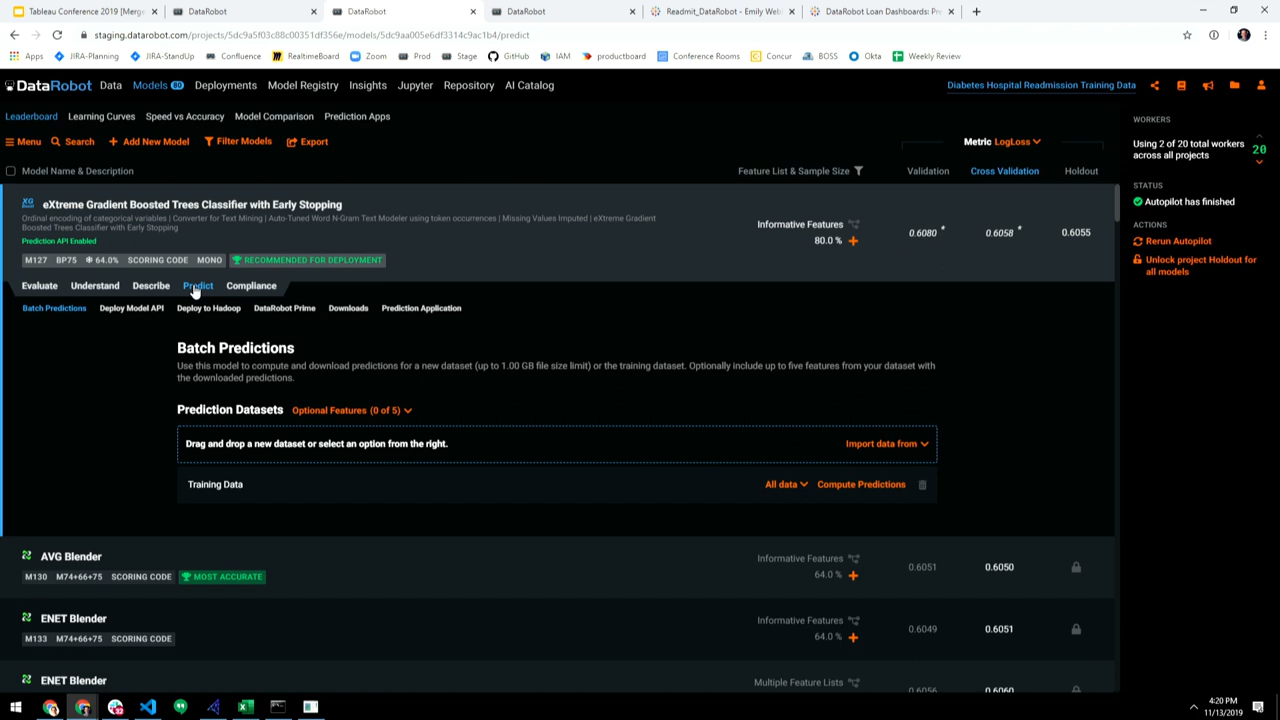 Tableau Conference 2019 [Merge
DataRobot
DataRobot
DataRobot
Readmit_DataRobot - Emily Web
DataRobot Loan Dashboards: Pre
staging.datarobot.com/projects/5dc9a5f03c88c00351df356e/models/5dc9aa005e6df3314c9ac1b4/predict
Apps
JIRA-Planning
JIRA-StandUp
Confluence
RealtimeBoard
Zoom
Prod
Stage
GitHub
IAM
productboard
Conference Rooms
Concur
BOSS
Okta
Weekly Review
DataRobot Data Models 80 Deployments Model Registry Insights Jupyter Repository AI Catalog
Diabetes Hospital Readmission Training Data
Leaderboard Learning Curves Speed vs Accuracy Model Comparison Prediction Apps
Menu Search Add New Model Filter Models Export
Metric LogLoss
Model Name & Description
Feature List & Sample Size
Validation
Cross Validation
Holdout
XG eXtreme Gradient Boosted Trees Classifier with Early Stopping
Ordinal encoding of categorical variables | Converter for Text Mining | Auto-Tuned Word N-Gram Text Modeler using token occurrences | Missing Values Imputed | eXtreme Gradient
Boosted Trees Classifier with Early Stopping
Prediction API Enabled
M127 BP75 64.0% SCORING CODE MONO RECOMMENDED FOR DEPLOYMENT
Informative Features
80.0 %
0.6080 *
0.6058 *
0.6055
Evaluate Understand Describe Predict Compliance
Batch Predictions Deploy Model API Deploy to Hadoop DataRobot Prime Downloads Prediction Application
Batch Predictions
Use this model to compute and download predictions for a new dataset (up to 1.00 GB file size limit) or the training dataset. Optionally include up to five features from your dataset with
the downloaded predictions.
Prediction Datasets Optional Features (0 of 5)
Drag and drop a new dataset or select an option from the right.
Import data from
Training Data
All data
Compute Predictions
AVG Blender
M130 M74+66+75 SCORING CODE MOST ACCURATE
Informative Features
64.0 %
0.6051
0.6050
ENET Blender
M133 M74+66+75 SCORING CODE
Informative Features
64.0 %
0.6049
0.6051
ENET Blender
Multiple Feature Lists
0.6056
0.6060
WORKERS
Using 2 of 20 total workers
across all projects
20
STATUS
Autopilot has finished
ACTIONS
Rerun Autopilot
Unlock project Holdout for
all models
4:20 PM
11/13/2019